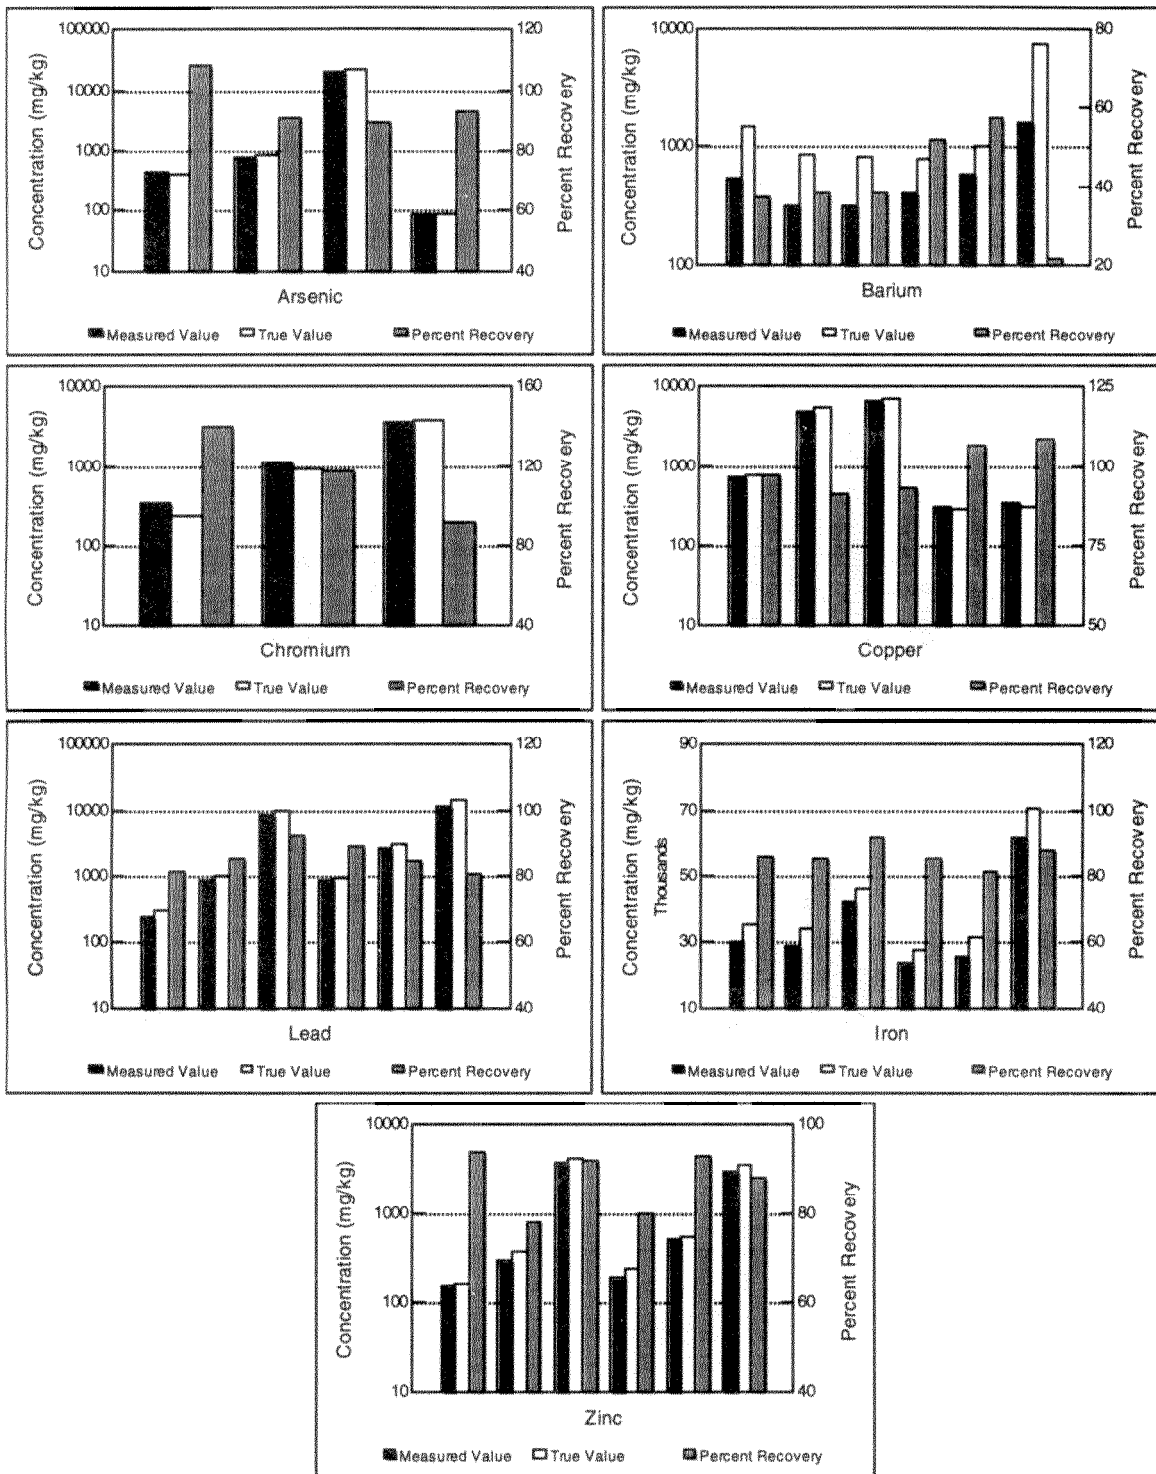 Concentration (mg/kg)
100000
10000
1000
100
10
120
100
80
60
40
Percent Recovery
Arsenic
Measured Value True Value Percent Recovery
Concentration (mg/kg)
10000
1000
100
80
60
40
20
Percent Recovery
Barium
Measured Value True Value Percent Recovery
Concentration (mg/kg)
10000
1000
100
10
160
120
80
40
Percent Recovery
Chromium
Measured Value True Value Percent Recovery
Concentration (mg/kg)
10000
1000
100
10
125
100
75
50
Percent Recovery
Copper
Measured Value True Value Percent Recovery
Concentration (mg/kg)
100000
10000
1000
100
10
120
100
80
60
40
Percent Recovery
Lead
Measured Value True Value Percent Recovery
Concentration (mg/kg)
Thousands
90
70
50
30
10
120
100
80
60
40
Percent Recovery
Iron
Measured Value True Value Percent Recovery
Concentration (mg/kg)
10000
1000
100
10
100
80
60
40
Percent Recovery
Zinc
Measured Value True Value Percent Recovery